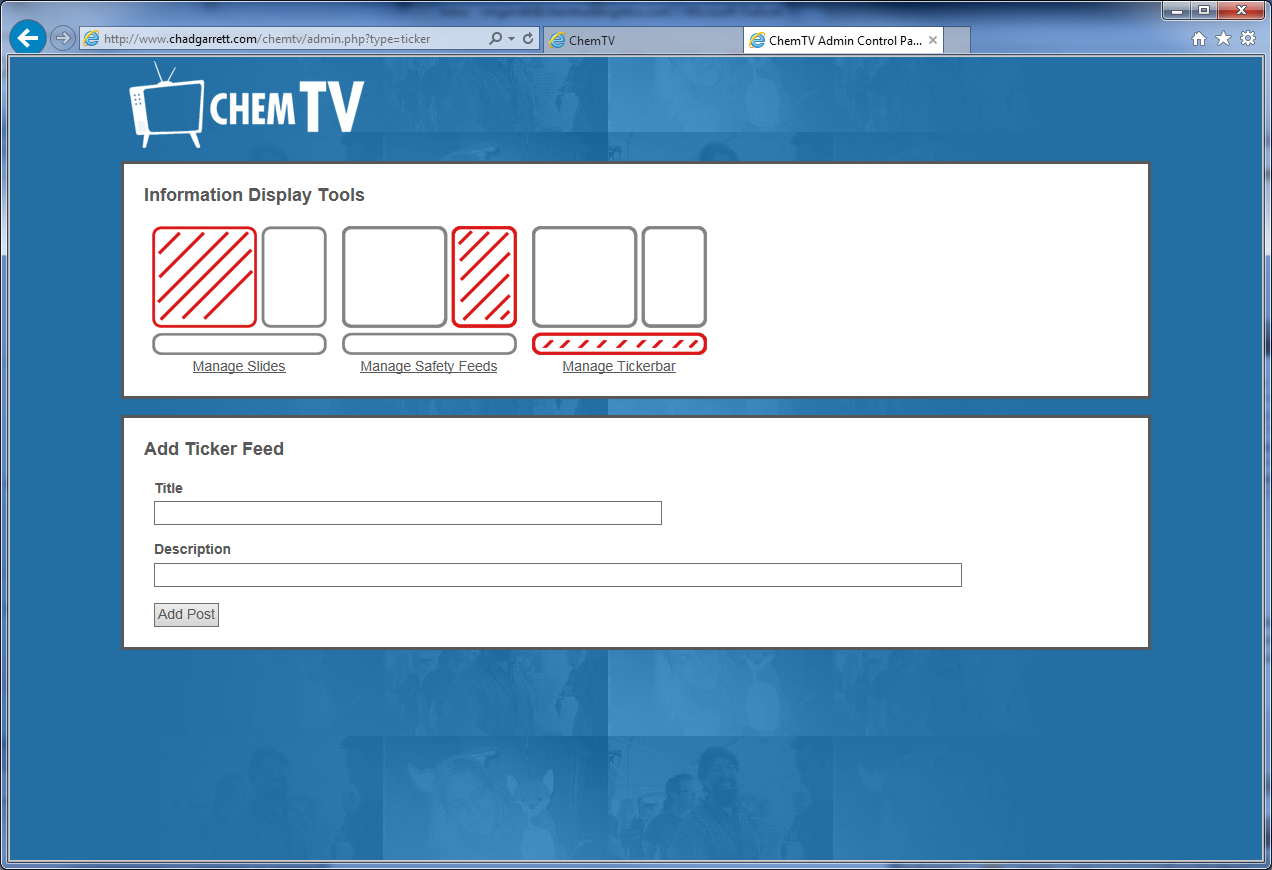 http://www.chadgarrett.com/chemtv/admin.php?type=ticker
ChemTV
ChemTV Admin Control Pa...
CHEM TV
Information Display Tools
Manage Slides
Manage Safety Feeds
Manage Tickerbar
Add Ticker Feed
Title
Description
Add Post